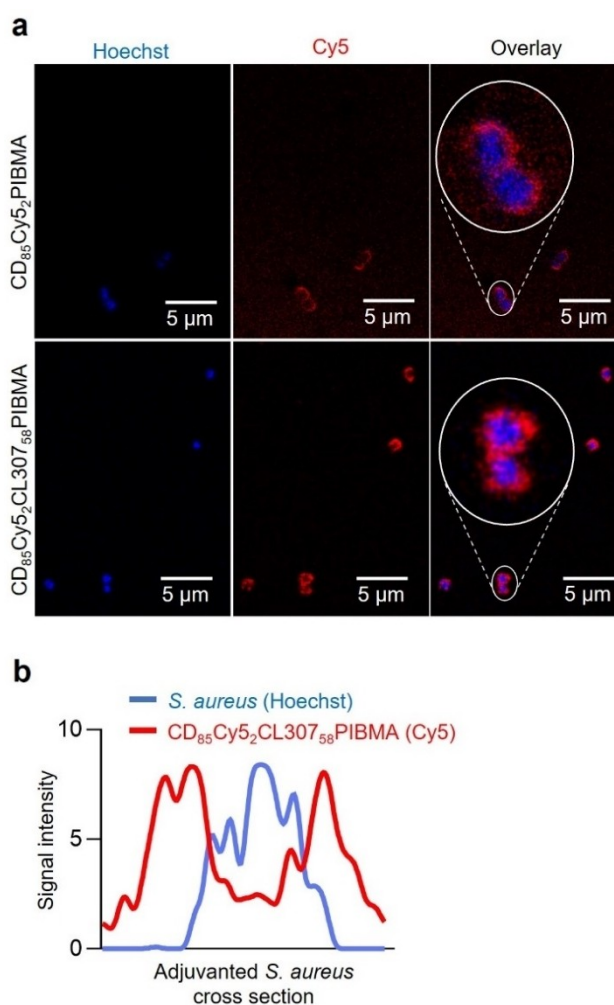 a
Hoechst Cy5 Overlay
CD₈₅Cy5₂PIBMA
5 µm 5 µm 5 µm
CD₈₅Cy5₂CL307₅₈PIBMA
5 µm 5 µm 5 µm
b
S. aureus (Hoechst)
CD₈₅Cy5₂CL307₅₈PIBMA (Cy5)
10
5
0
Signal intensity
Adjuvanted S. aureus
cross section